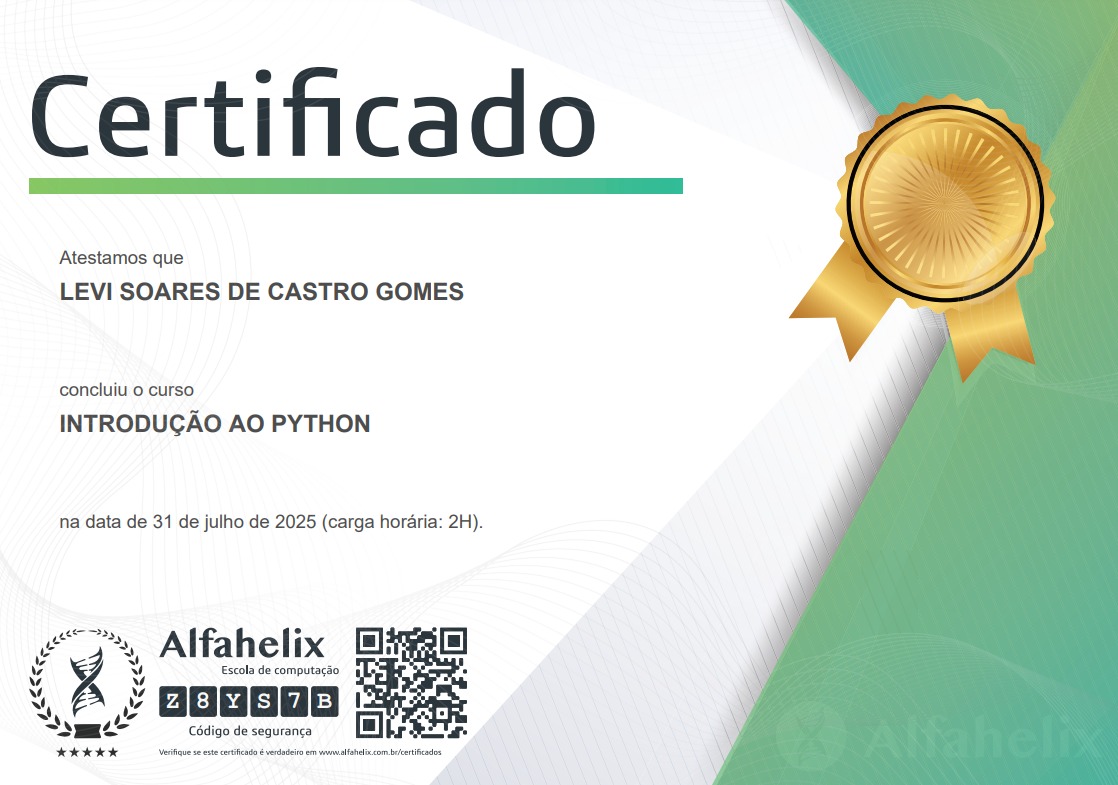 Certificado
Atestamos que
LEVI SOARES DE CASTRO GOMES
concluiu o curso
INTRODUÇÃO AO PYTHON
na data de 31 de julho de 2025 (carga horária: 2H).
Alfahelix
Escola de computação
Z8YS7B
Código de segurança
Verifique se este certificado é verdadeiro em www.alfahelix.com.br/certificados
Alfahelix